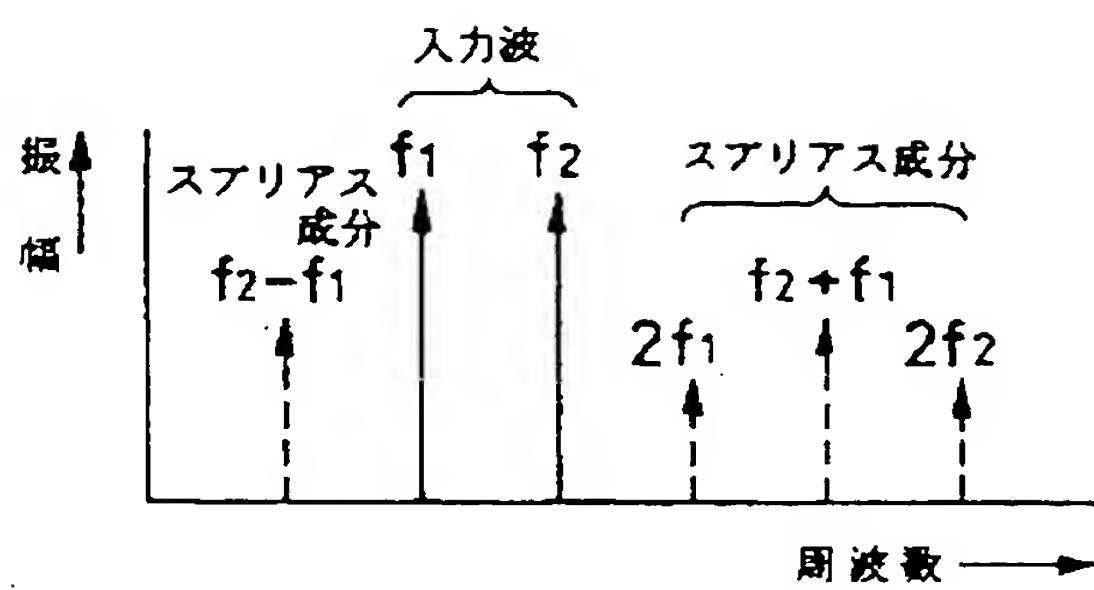 入力波
振幅
f1
f2
スプリアス
成分
f2-f1
スプリアス成分
f2+f1
2f1
2f2
周波数